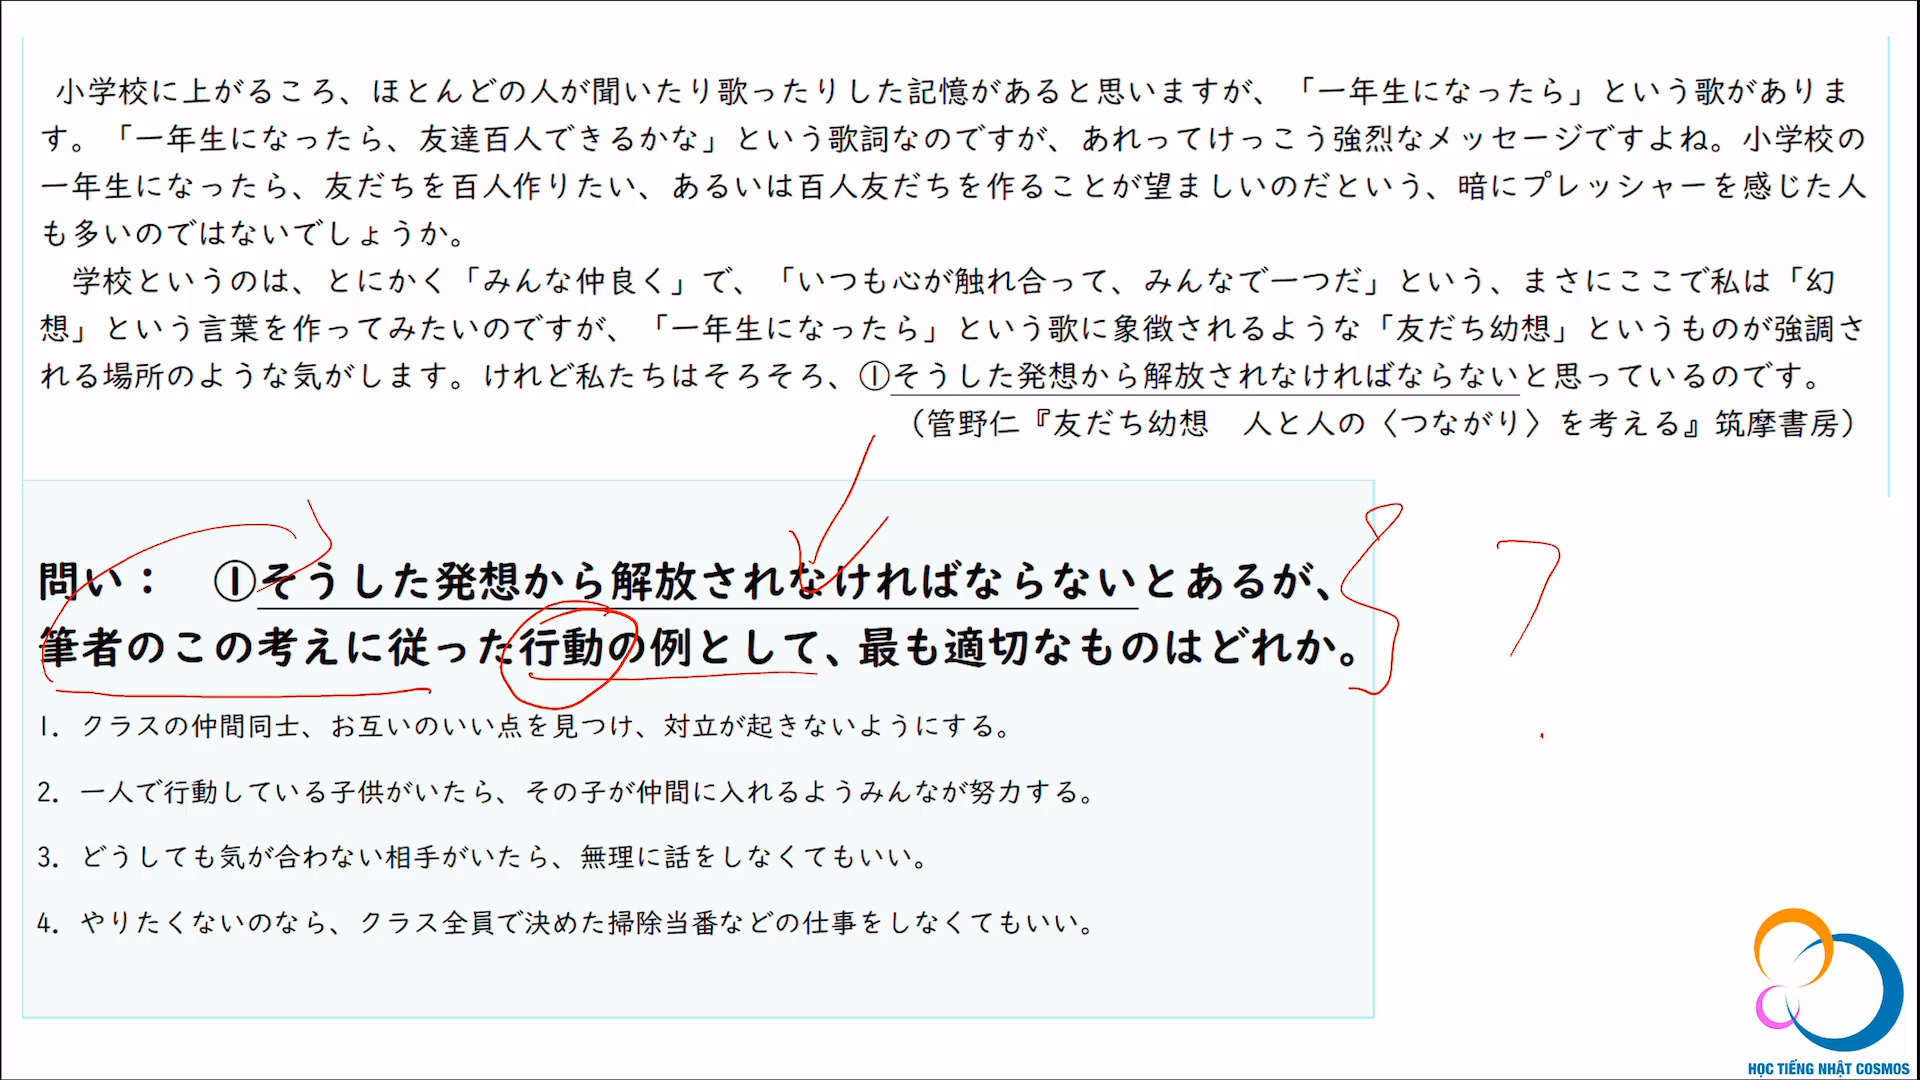 小学校に上がるころ、ほとんどの人が聞いたり歌ったりした記憶があると思いますが、「一年生になったら」という歌がありま
す。「一年生になったら、友達百人できるかな」という歌詞なのですが、あれってけっこう強烈なメッセージですよね。小学校の
一年生になったら、友だちを百人作りたい、あるいは百人友だちを作ることが望ましいのだという、暗にプレッシャーを感じた人
も多いのではないでしょうか。
学校というのは、とにかく「みんな仲良く」で、「いつも心が触れ合って、みんなで一つだ」という、まさにここで私は「幻
想」という言葉を作ってみたいのですが、「一年生になったら」という歌に象徴されるような「友だち幼想」というものが強調さ
れる場所のような気がします。けれど私たちはそろそろ、①そうした発想から解放されなければならないと思っているのです。
（管野仁『友だち幼想　人と人の〈つながり〉を考える』筑摩書房）
問い：　①そうした発想から解放されなければならないとあるが、
筆者のこの考えに従った行動の例として、最も適切なものはどれか。
1. クラスの仲間同士、お互いのいい点を見つけ、対立が起きないようにする。
2. 一人で行動している子供がいたら、その子が仲間に入れるようみんなが努力する。
3. どうしても気が合わない相手がいたら、無理に話をしなくてもいい。
4. やりたくないのなら、クラス全員で決めた掃除当番などの仕事をしなくてもいい。
HỌC TIẾNG NHẬT COSMOS